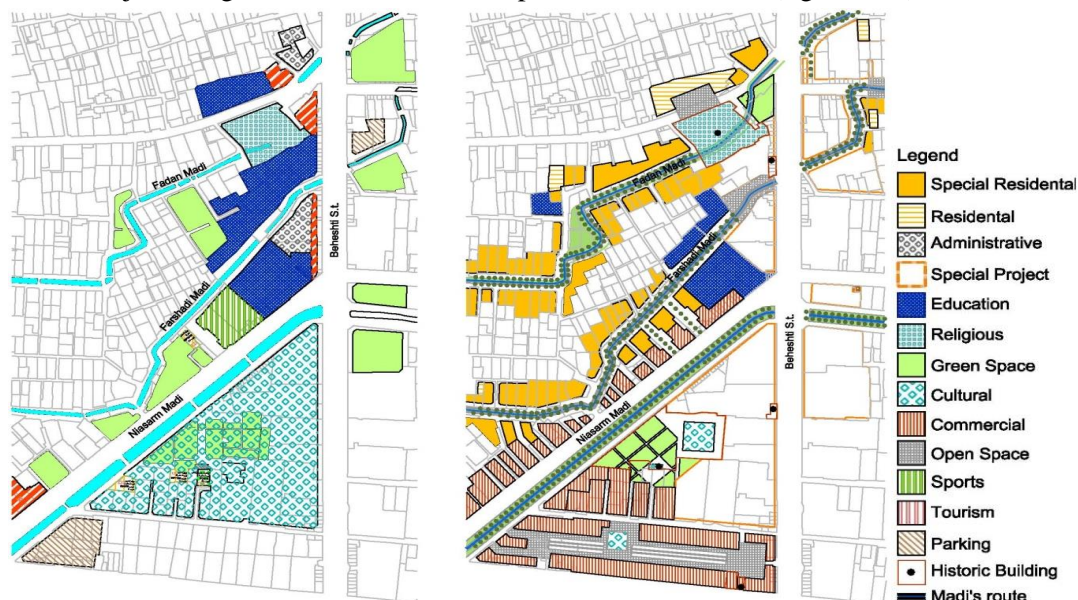 Fadan Madi
Farshadi Madi
Niasarm Madi
Beheshti S.t.
Fadan Madi
Farshadi Madi
Niasarm Madi
Beheshti S.t.
Legend
Special Residental
Residental
Administrative
Special Project
Education
Religious
Green Space
Cultural
Commercial
Open Space
Sports
Tourism
Parking
Historic Building
Madi's route